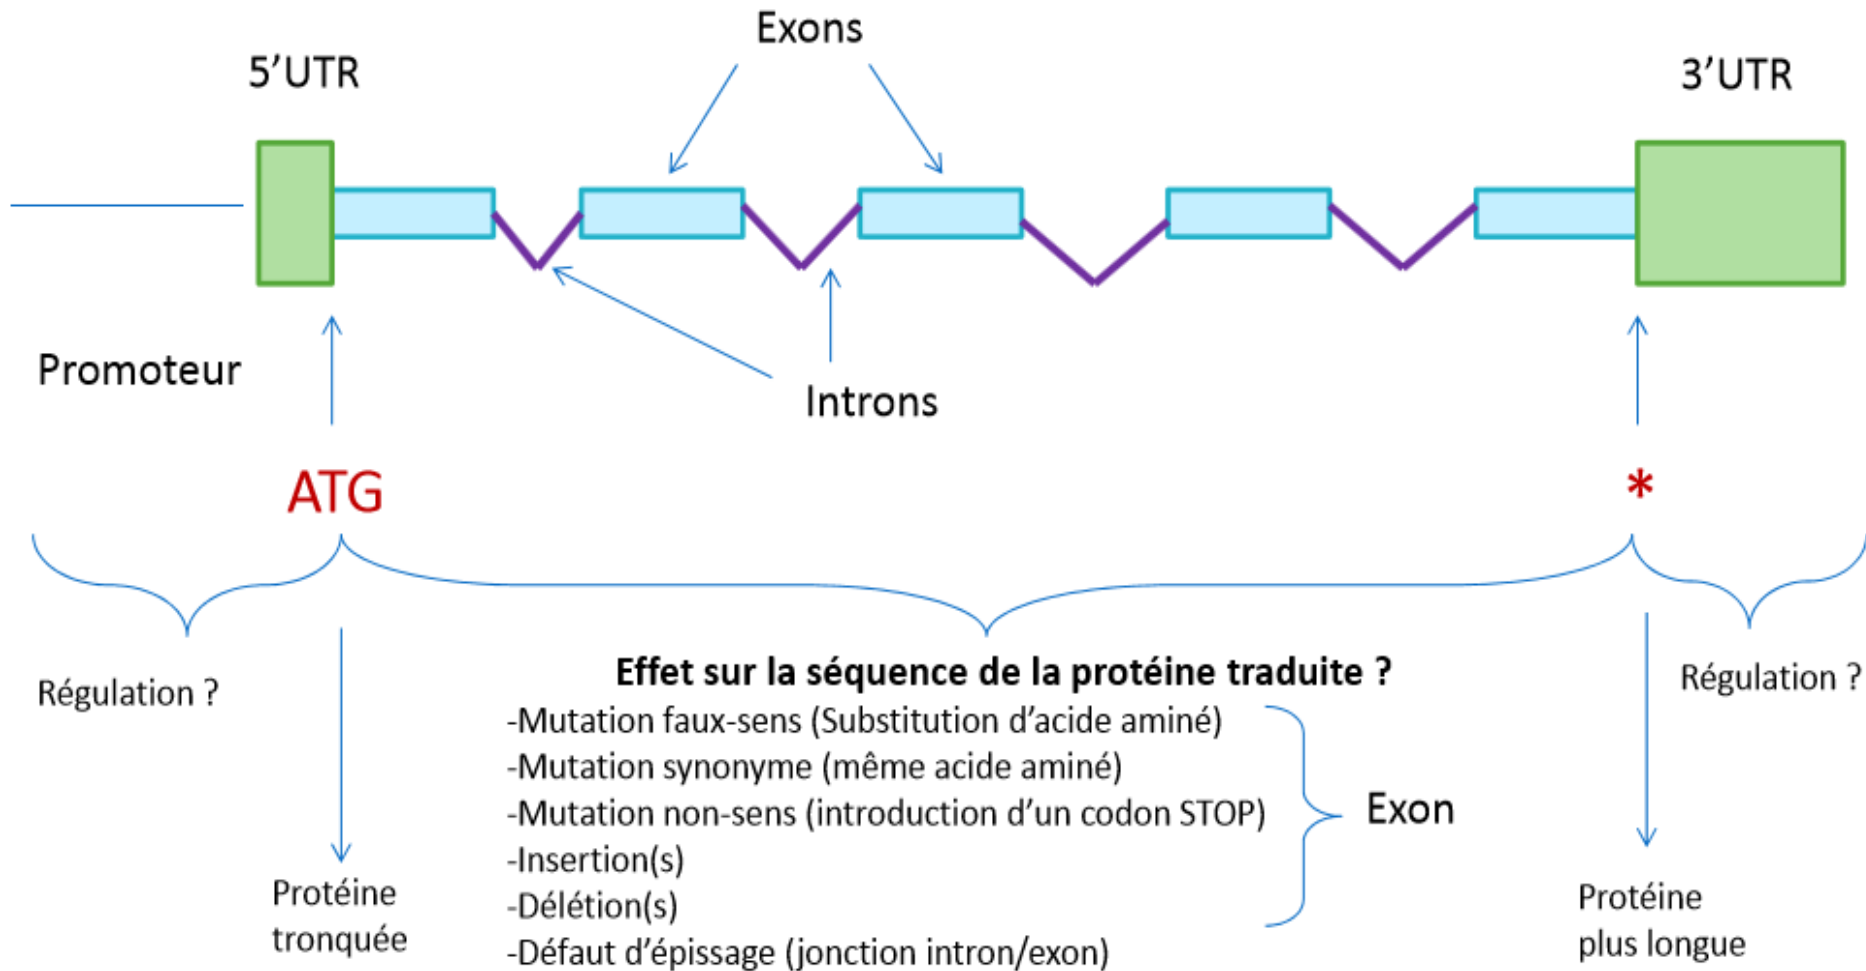 Exons
5'UTR
3'UTR
Promoteur
Introns
ATG
*
Régulation ?
Effet sur la séquence de la protéine traduite ?
Régulation ?
-Mutation faux-sens (Substitution d'acide aminé)
-Mutation synonyme (même acide aminé)
-Mutation non-sens (introduction d'un codon STOP)
Exon
-Insertion(s)
-Délétion(s)
-Défaut d'épissage (jonction intron/exon)
Protéine
tronquée
Protéine
plus longue